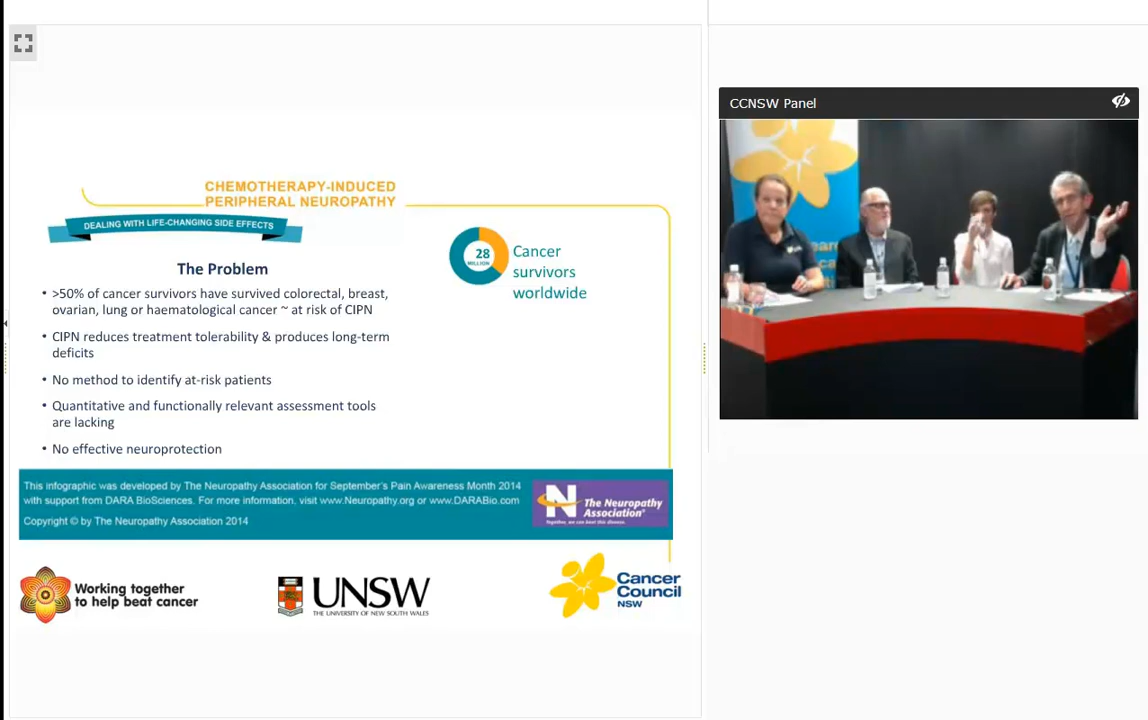 CHEMOTHERAPY-INDUCED
PERIPHERAL NEUROPATHY
DEALING WITH LIFE-CHANGING SIDE EFFECTS
The Problem
• >50% of cancer survivors have survived colorectal, breast,
ovarian, lung or haematological cancer ~ at risk of CIPN
• CIPN reduces treatment tolerability & produces long-term
deficits
• No method to identify at-risk patients
• Quantitative and functionally relevant assessment tools
are lacking
• No effective neuroprotection
28
MILLION
Cancer
survivors
worldwide
This infographic was developed by The Neuropathy Association for September's Pain Awareness Month 2014
with support from DARA BioSciences. For more information, visit www.Neuropathy.org or www.DARABio.com
Copyright © by The Neuropathy Association 2014
N
The Neuropathy
Association®
Together, we can beat this disease.
Working together
to help beat cancer
UNSW
THE UNIVERSITY OF NEW SOUTH WALES
Cancer
Council
NSW
CCNSW Panel